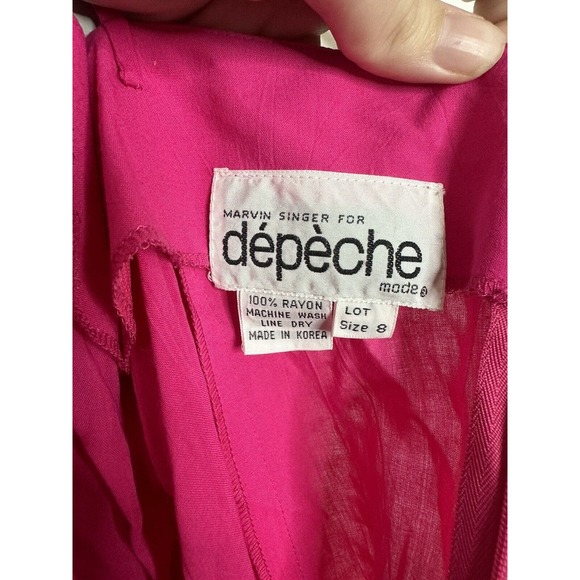 MARVIN SINGER FOR
dépèche
mode®
100% RAYON
MACHINE WASH
LINE DRY
MADE IN KOREA
LOT
Size 8